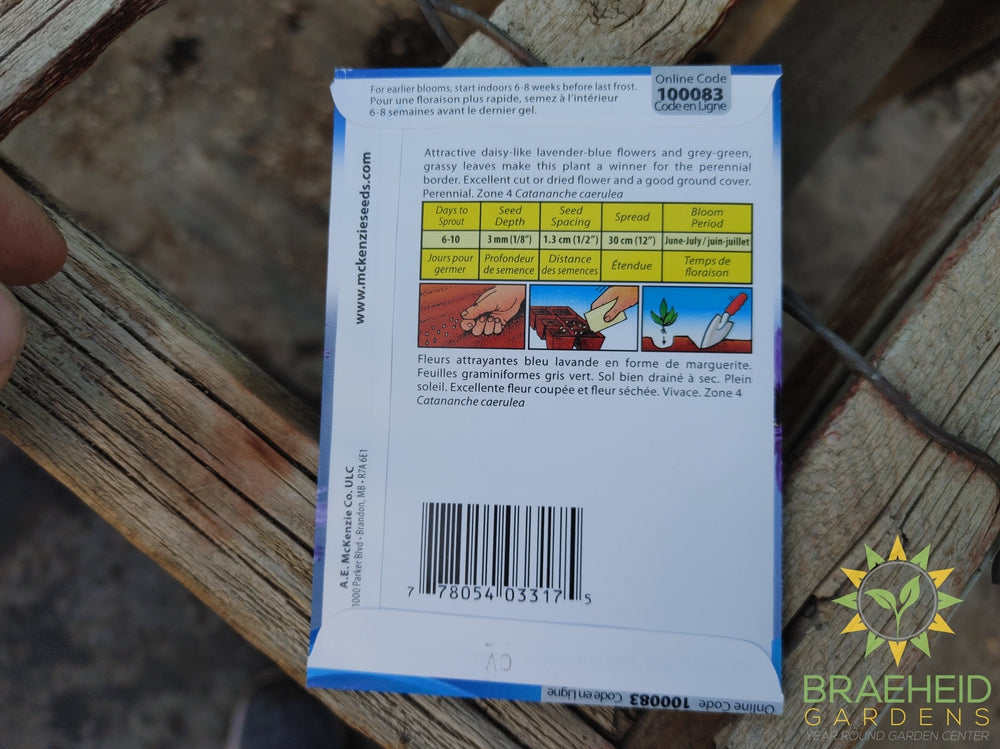 For earlier blooms, start indoors 6-8 weeks before last frost.
Pour une floraison plus rapide, semez à l'intérieur
6-8 semaines avant le dernier gel.
Online Code
100083
Code en Ligne
Attractive daisy-like lavender-blue flowers and grey-green,
grassy leaves make this plant a winner for the perennial
border. Excellent cut or dried flower and a good ground cover.
Perennial. Zone 4 Catananche caerulea
Days to Sprout Seed Depth Seed Spacing Spread Bloom Period
6-10 3 mm (1/8") 1.3 cm (1/2") 30 cm (12") June-July / juin-juillet
Jours pour germer Profondeur de semence Distance des semences Étendue Temps de floraison
Fleurs attrayantes bleu lavande en forme de marguerite.
Feuilles graminiformes gris vert. Sol bien drainé à sec. Plein
soleil. Excellente fleur coupée et fleur séchée. Vivace. Zone 4
Catananche caerulea
www.mckenzieseeds.com
A.E. McKenzie Co. ULC
1000 Parker Blvd • Brandon, MB • R7A 6E1
7 78054 03317 5
CV
Online Code 100083 Code en Ligne
BRAEHEID
GARDENS
YEAR ROUND GARDEN CENTER